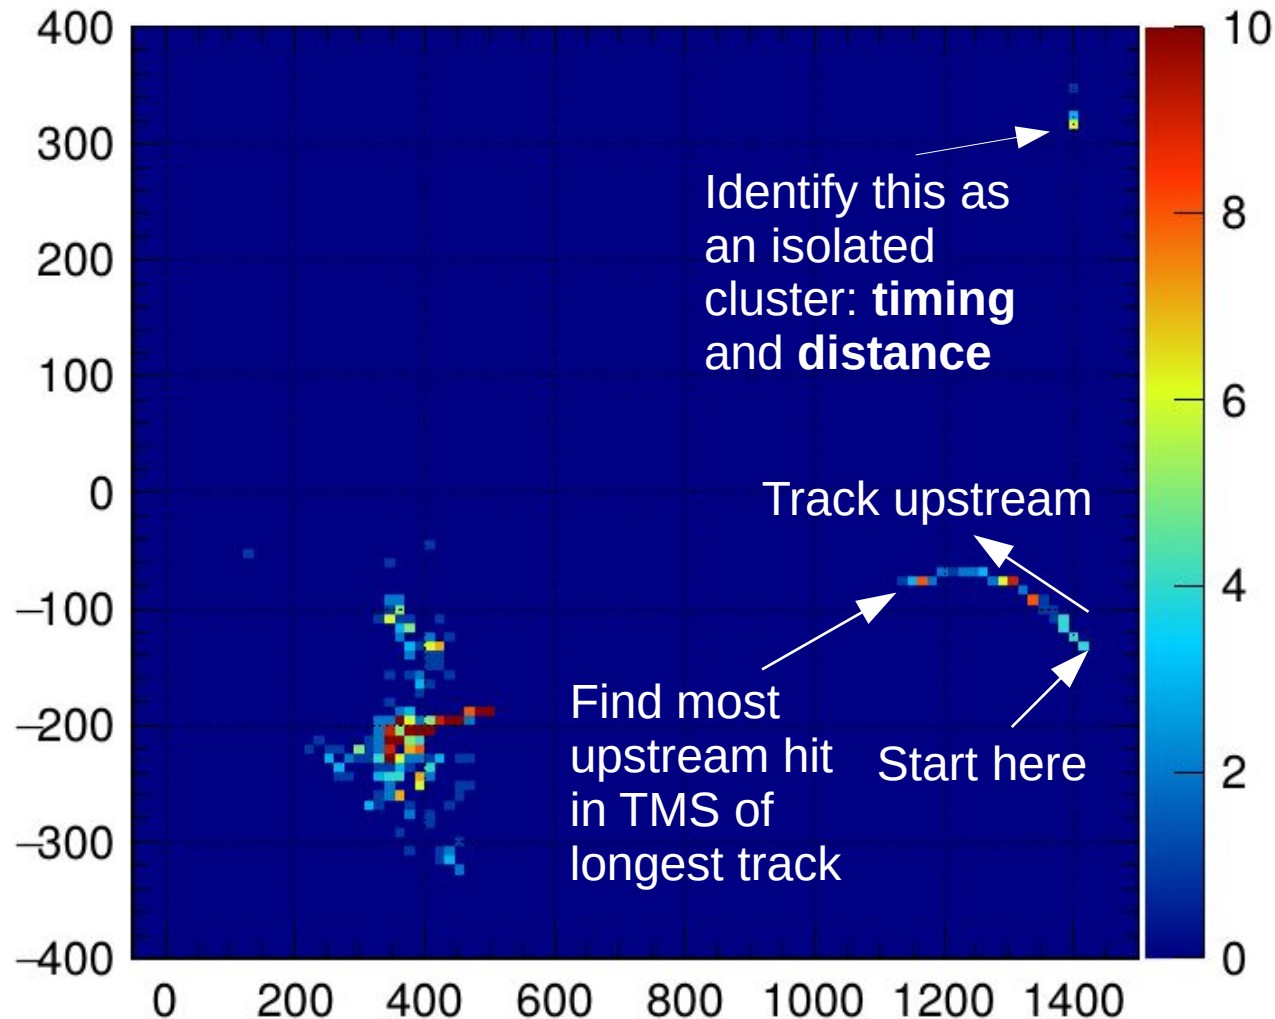 400
300
200
100
0
−100
−200
−300
−400
0 200 400 600 800 1000 1200 1400
10
8
6
4
2
0
Identify this as
an isolated
cluster: timing
and distance
Track upstream
Find most
upstream hit
in TMS of
longest track
Start here